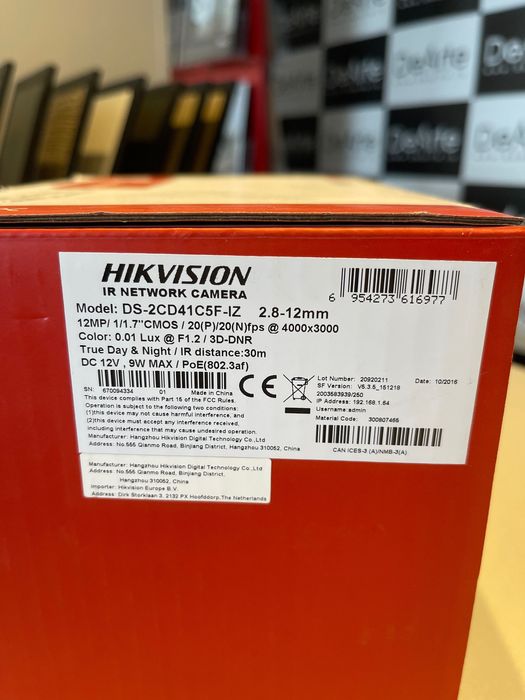 Delife
Delife
Delife
Delife
HIKVISION
IR NETWORK CAMERA
Model: DS-2CD41C5F-IZ 2.8-12mm
12MP/ 1/1.7"CMOS / 20(P)/20(N)fps @ 4000x3000
Color: 0.01 Lux @ F1.2 / 3D-DNR
True Day & Night / IR distance:30m
DC 12V , 9W MAX / PoE(802.3af)
6 954273 616977
SN: 670094334 01 Made in China
This device complies with Part 15 of the FCC Rules.
Operation is subject to the following two conditions:
(1)this device may not cause harmful interference, and
(2)this device must accept any interference received,
including interference that may cause undesired operation.
Manufacturer: Hangzhou Hikvision Digital Technology Co.,Ltd
Address: No.555 Qianmo Road, Binjiang District, Hangzhou 310052, China
CE
Lot Number: 20920211 Date: 10/2016
SF Version: V5.3.5_151218
2003583939/250
IP Address: 192.168.1.64
Username:admin
Material Code: 300807465
CAN ICES-3 (A)/NMB-3(A)
Manufacturer: Hangzhou Hikvision Digital Technology Co.,Ltd
Address: No.555 Qianmo Road, Binjiang District,
Hangzhou 310052, China
Importer: Hikvision Europe B.V.
Address: Dirk Storklaan 3. 2132 PX Hoofddorp,The Netherlands